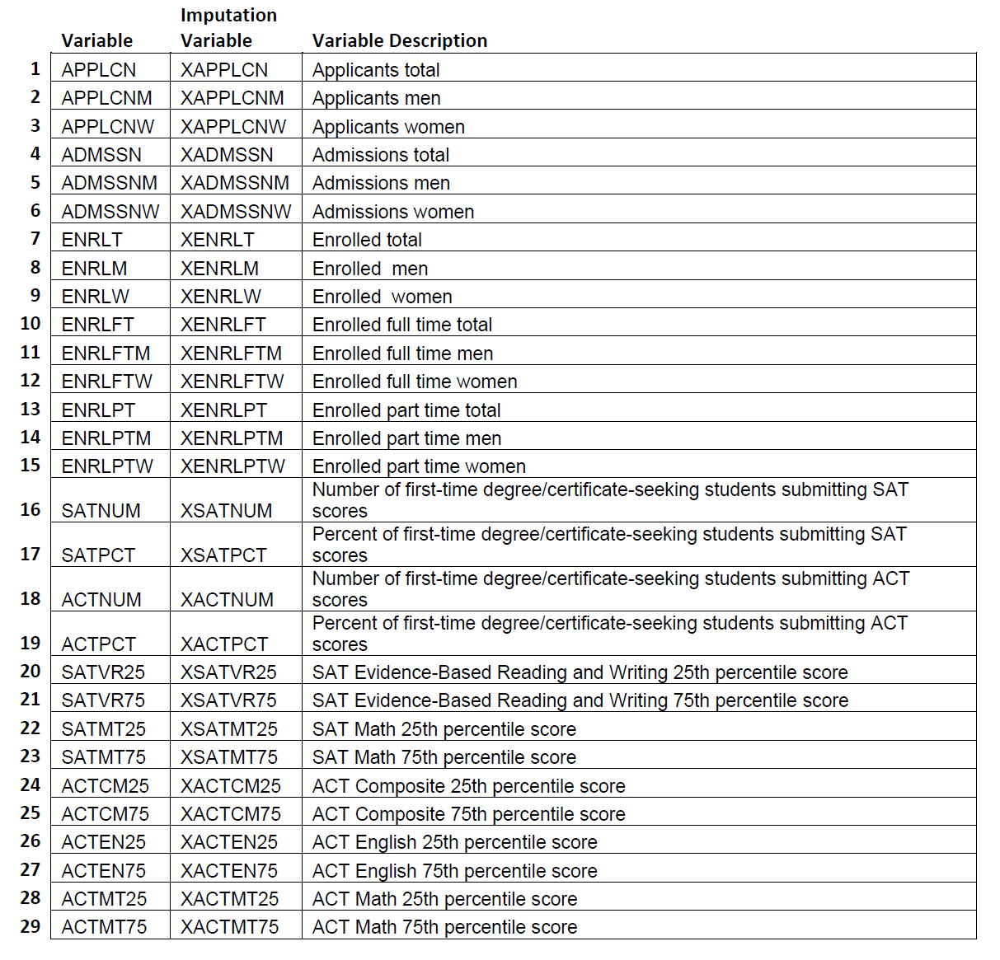 Imputation
Variable Variable Variable Description
1 APPLCN XAPPLCN Applicants total
2 APPLCNM XAPPLCNM Applicants men
3 APPLCNW XAPPLCNW Applicants women
4 ADMSSN XADMSSN Admissions total
5 ADMSSNM XADMSSNM Admissions men
6 ADMSSNW XADMSSNW Admissions women
7 ENRLT XENRLT Enrolled total
8 ENRLM XENRLM Enrolled  men
9 ENRLW XENRLW Enrolled  women
10 ENRLFT XENRLFT Enrolled full time total
11 ENRLFTM XENRLFTM Enrolled full time men
12 ENRLFTW XENRLFTW Enrolled full time women
13 ENRLPT XENRLPT Enrolled part time total
14 ENRLPTM XENRLPTM Enrolled part time men
15 ENRLPTW XENRLPTW Enrolled part time women
Number of first-time degree/certificate-seeking students submitting SAT
16 SATNUM XSATNUM scores
Percent of first-time degree/certificate-seeking students submitting SAT
17 SATPCT XSATPCT scores
Number of first-time degree/certificate-seeking students submitting ACT
18 ACTNUM XACTNUM scores
Percent of first-time degree/certificate-seeking students submitting ACT
19 ACTPCT XACTPCT scores
20 SATVR25 XSATVR25 SAT Evidence-Based Reading and Writing 25th percentile score
21 SATVR75 XSATVR75 SAT Evidence-Based Reading and Writing 75th percentile score
22 SATMT25 XSATMT25 SAT Math 25th percentile score
23 SATMT75 XSATMT75 SAT Math 75th percentile score
24 ACTCM25 XACTCM25 ACT Composite 25th percentile score
25 ACTCM75 XACTCM75 ACT Composite 75th percentile score
26 ACTEN25 XACTEN25 ACT English 25th percentile score
27 ACTEN75 XACTEN75 ACT English 75th percentile score
28 ACTMT25 XACTMT25 ACT Math 25th percentile score
29 ACTMT75 XACTMT75 ACT Math 75th percentile score